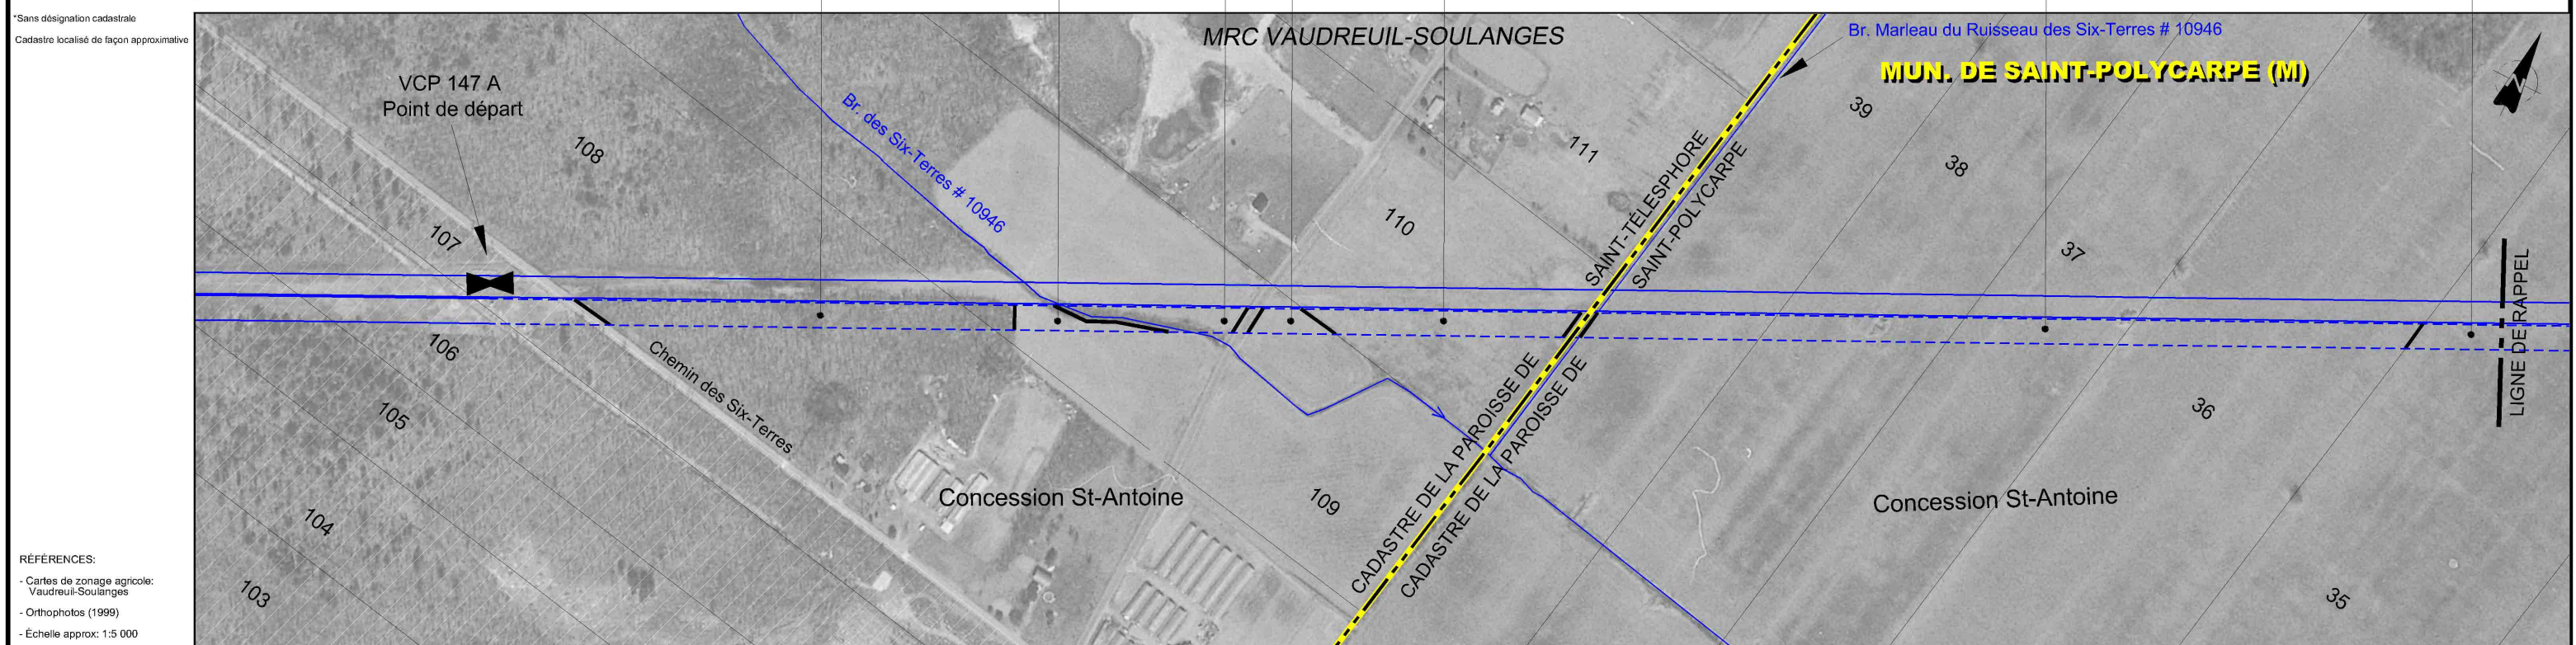 *Sans désignation cadastrale
Cadastre localisé de façon approximative
MRC VAUDREUIL-SOULANGES
Br. Marleau du Ruisseau des Six-Terres # 10946
MUN. DE SAINT-POLYCARPE (M)
VCP 147 A
Point de départ
Br. des Six-Terres # 10946
108
107
106
105
104
103
111
110
109
39
38
37
36
35
SAINT-TÉLESPHORE
SAINT-POLYCARPE
CADASTRE DE LA PAROISSE DE
CADASTRE DE LA PAROISSE DE
Chemin des Six-Terres
Concession St-Antoine
Concession St-Antoine
LIGNE DE RAPPEL
RÉFÉRENCES:
- Cartes de zonage agricole:
Vaudreuil-Soulanges
- Orthophotos (1999)
- Échelle approx: 1:5 000